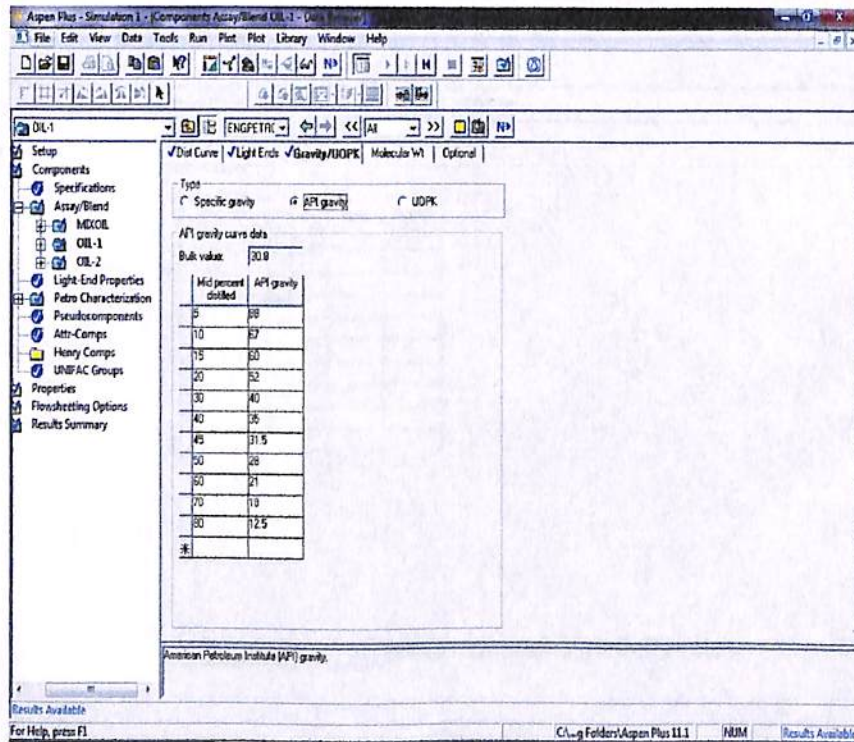 Aspen Plus - Simulation 1 - [Components Assay/Blend OIL-1 - Data Browser]
File Edit View Data Tools Run Plot Plot Library Window Help
OIL-1 ENGPETRO All N>
Setup
Components
Specifications
Assay/Blend
MIXOIL
OIL-1
OIL-2
Light-End Properties
Petro Characterization
Pseudocomponents
Attr-Comps
Henry Comps
UNIFAC Groups
Properties
Flowsheeting Options
Results Summary
Dist Curve Light Ends Gravity/UOPK Molecular Wt Optional
Type
Specific gravity API gravity UOPK
API gravity curve data
Bulk value: 30.8
Mid percent distilled API gravity
5
10 67
15 60
20 52
30 40
40 35
45 31.5
50 28
60 21
70
80 12.5
American Petroleum Institute (API) gravity.
Results Available
For Help, press F1 C:\...g Folders\Aspen Plus 11.1 NUM Results Available